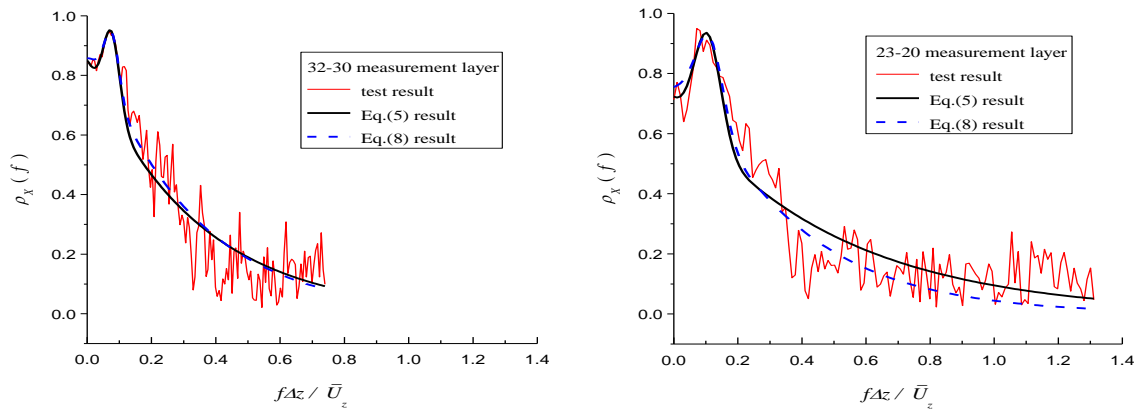 1.0
0.8
0.6
0.4
0.2
0.0
ρ_X (f)
32-30 measurement layer
test result
Eq.(5) result
Eq.(8) result
0.0 0.2 0.4 0.6 0.8 1.0 1.2 1.4
fΔz / U̅_z
1.0
0.8
0.6
0.4
0.2
0.0
ρ_X (f)
23-20 measurement layer
test result
Eq.(5) result
Eq.(8) result
0.0 0.2 0.4 0.6 0.8 1.0 1.2 1.4
fΔz / U̅_z